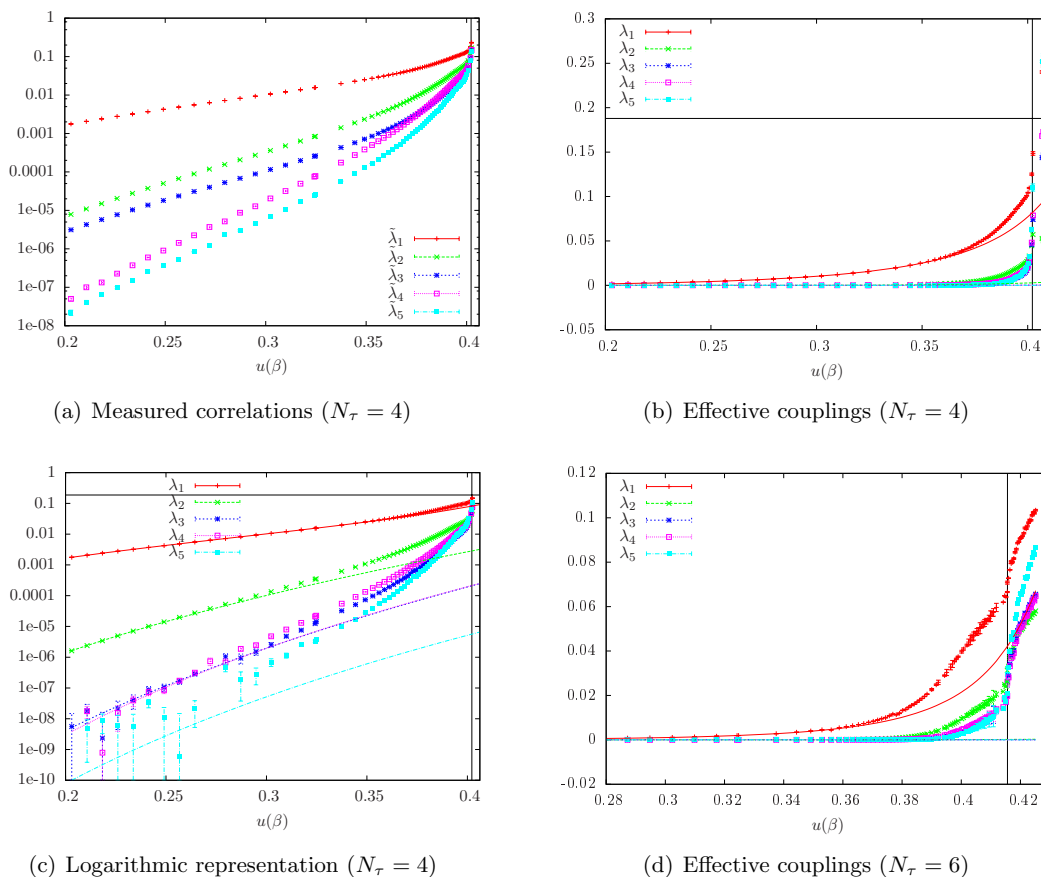 1
0.1
0.01
0.001
0.0001
1e-05
1e-06
1e-07
1e-08
0.2 0.25 0.3 0.35 0.4
u(β)
λ̃₁
λ̃₂
λ̃₃
λ̃₄
λ̃₅
(a) Measured correlations (N_τ = 4)
0.3
0.25
0.2
0.15
0.1
0.05
0
-0.05
0.2 0.25 0.3 0.35 0.4
u(β)
λ₁
λ₂
λ₃
λ₄
λ₅
(b) Effective couplings (N_τ = 4)
1
0.1
0.01
0.001
0.0001
1e-05
1e-06
1e-07
1e-08
1e-09
1e-10
0.2 0.25 0.3 0.35 0.4
u(β)
λ₁
λ₂
λ₃
λ₄
λ₅
(c) Logarithmic representation (N_τ = 4)
0.12
0.1
0.08
0.06
0.04
0.02
0
-0.02
0.28 0.3 0.32 0.34 0.36 0.38 0.4 0.42
u(β)
λ₁
λ₂
λ₃
λ₄
λ₅
(d) Effective couplings (N_τ = 6)